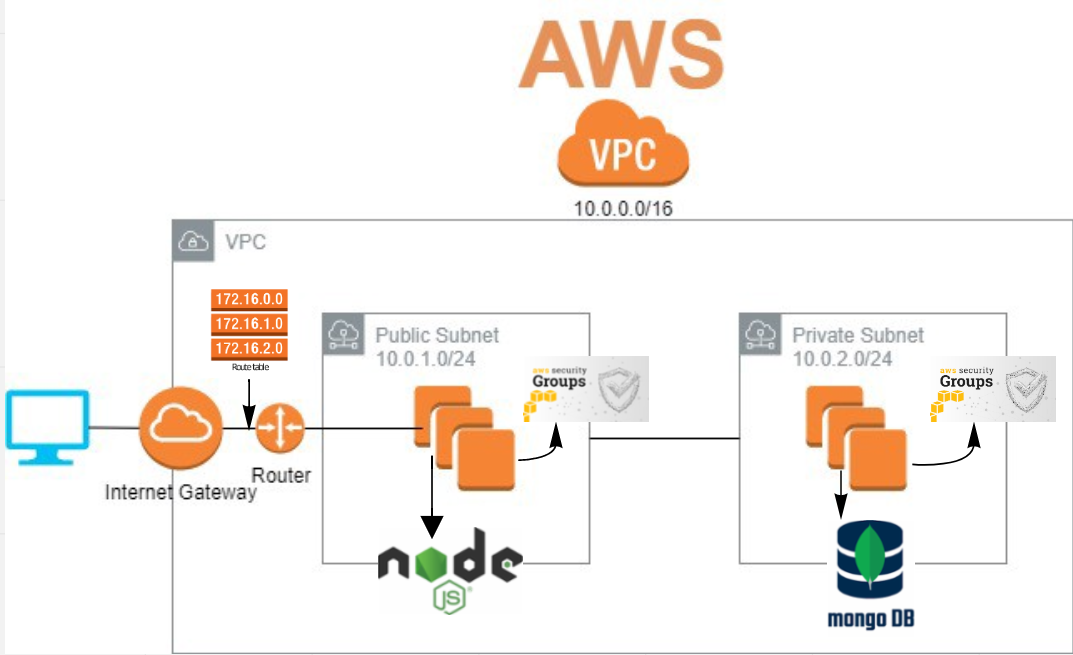 AWS
VPC
10.0.0.0/16
VPC
172.16.0.0
172.16.1.0
172.16.2.0
Route table
Internet Gateway
Router
Public Subnet
10.0.1.0/24
aws security
Groups
node
JS
Private Subnet
10.0.2.0/24
aws security
Groups
mongo DB